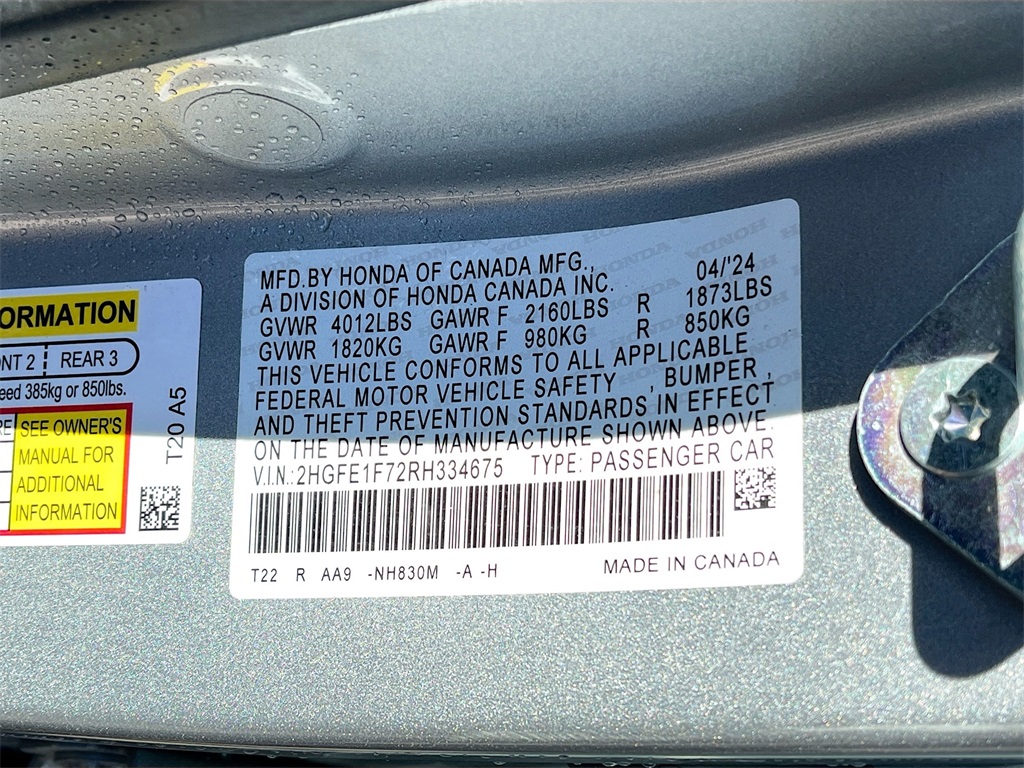 ORMATION
NT 2 REAR 3
eed 385kg or 850lbs.
RE
SEE OWNER'S
MANUAL FOR
ADDITIONAL
INFORMATION
T20 A5
MFD.BY HONDA OF CANADA MFG., 04/'24
A DIVISION OF HONDA CANADA INC.
GVWR 4012LBS GAWR F 2160LBS R 1873LBS
GVWR 1820KG GAWR F 980KG R 850KG
THIS VEHICLE CONFORMS TO ALL APPLICABLE
FEDERAL MOTOR VEHICLE SAFETY , BUMPER ,
AND THEFT PREVENTION STANDARDS IN EFFECT
ON THE DATE OF MANUFACTURE SHOWN ABOVE.
V.I.N.: 2HGFE1F72RH334675 TYPE: PASSENGER CAR
T22 R AA9 -NH830M -A -H MADE IN CANADA